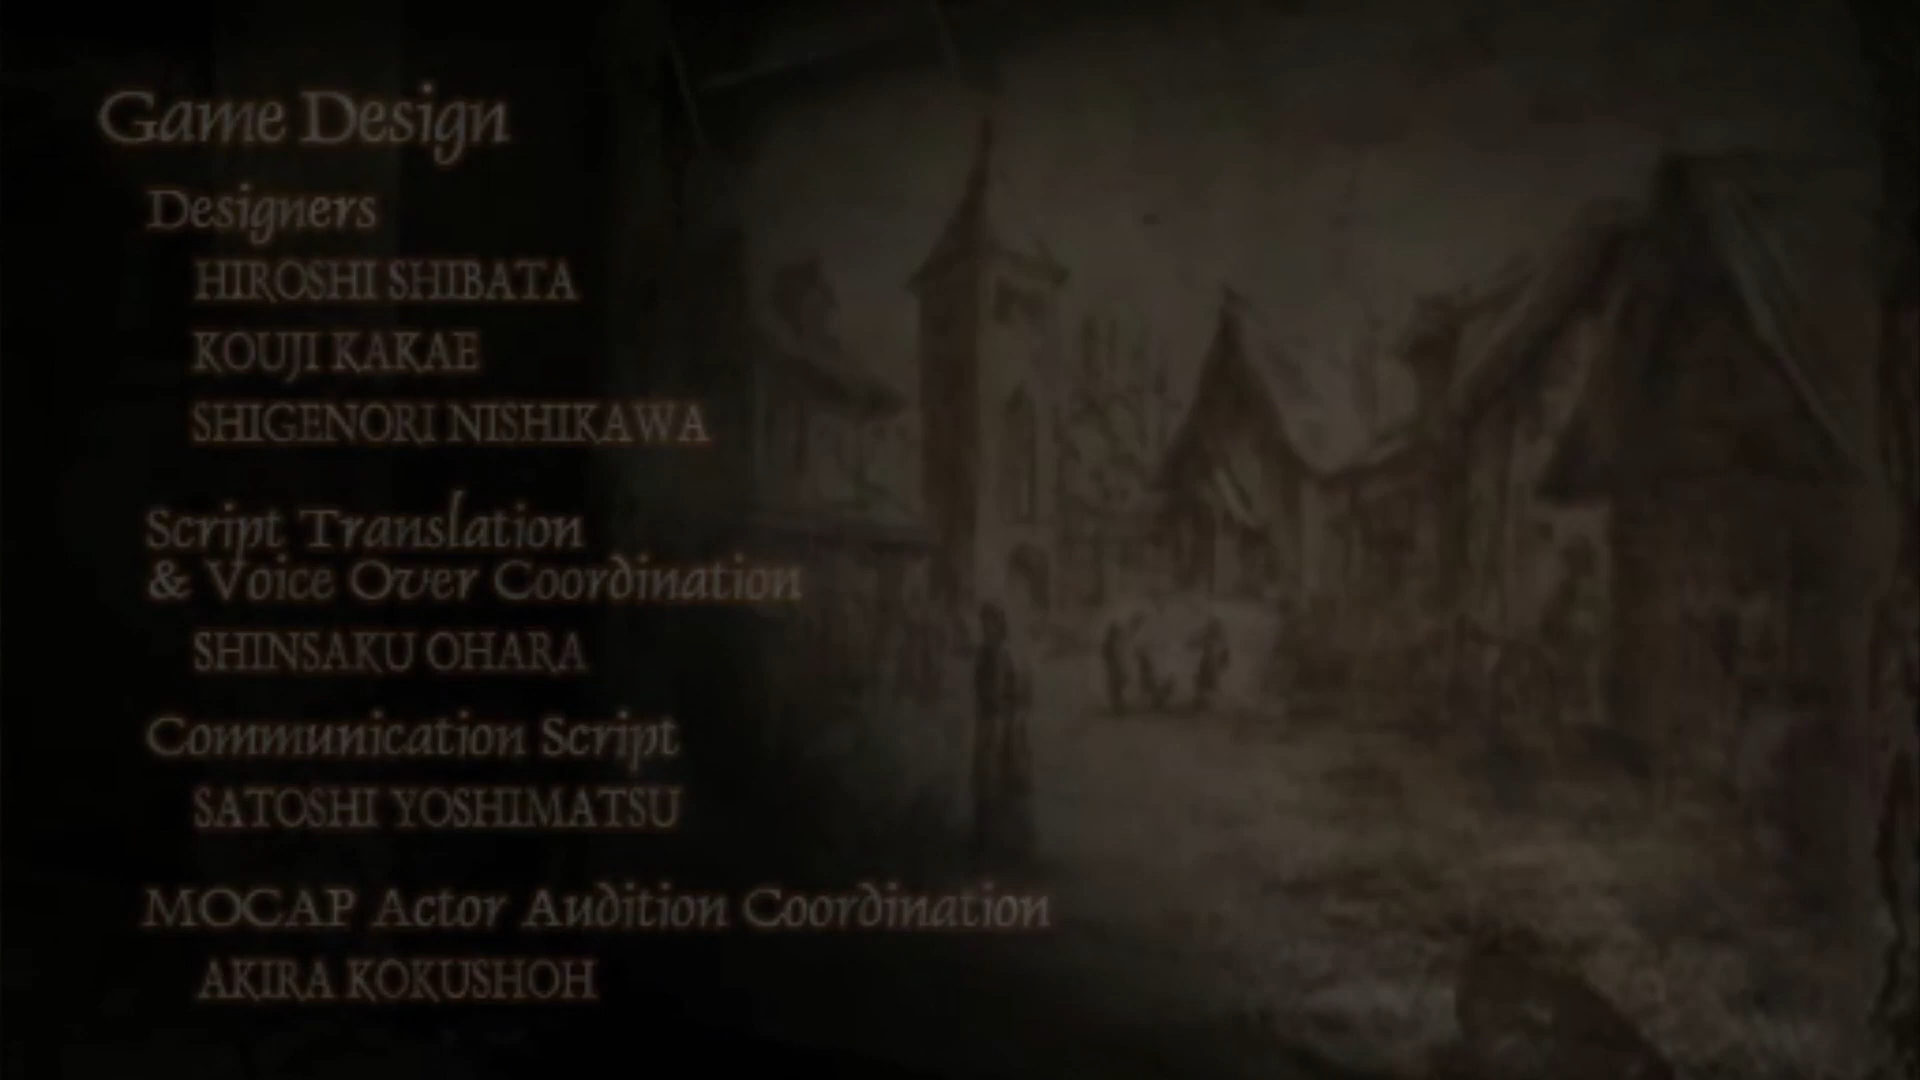 Game Design
Designers
HIROSHI SHIBATA
KOUJI KAKAE
SHIGENORI NISHIKAWA
Script Translation
& Voice Over Coordination
SHINSAKU OHARA
Communication Script
SATOSHI YOSHIMATSU
MOCAP Actor Audition Coordination
AKIRA KOKUSHOH